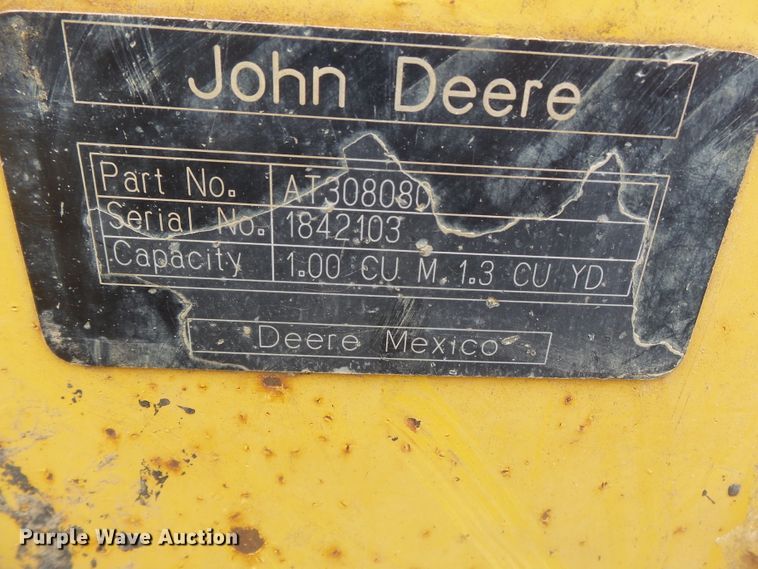 John Deere
Part No. AT308080
Serial No. 1842103
Capacity 1.00 CU M 1.3 CU YD
Deere Mexico
Purple Wave Auction